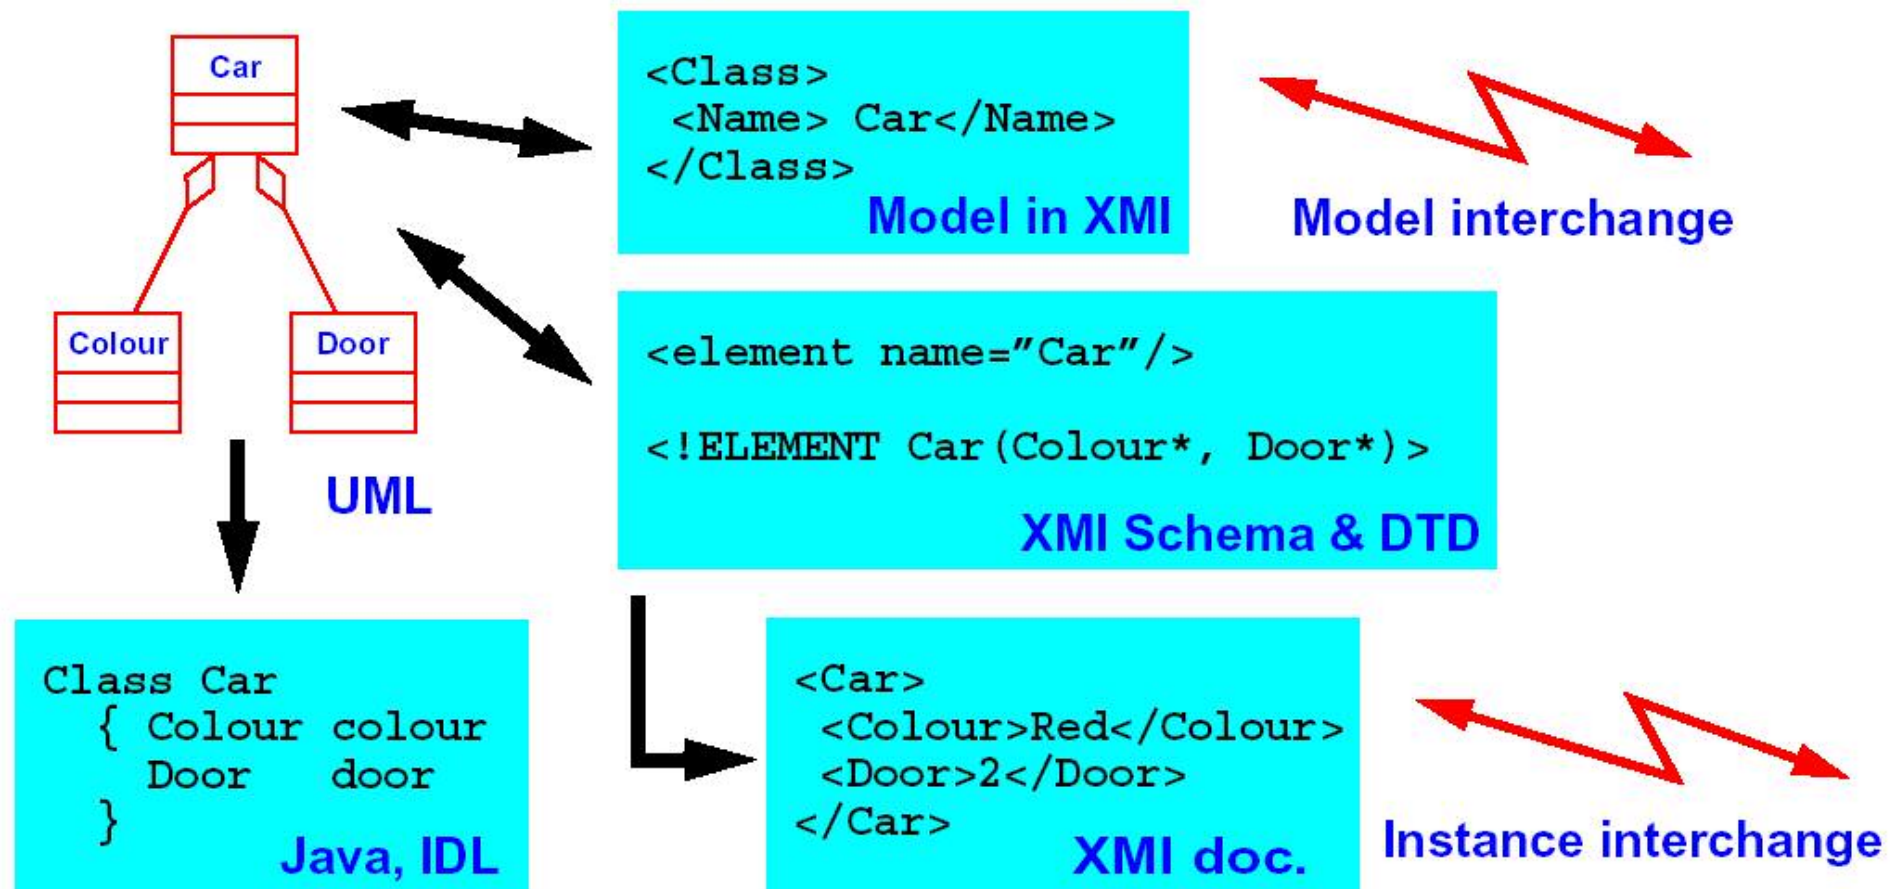 Car
Colour
Door
UML
<Class>
<Name> Car</Name>
</Class>
Model in XMI
Model interchange
<element name=”Car”/>
<!ELEMENT Car(Colour*, Door*)>
XMI Schema & DTD
Class Car
{ Colour colour
Door door
}
Java, IDL
<Car>
<Colour>Red</Colour>
<Door>2</Door>
</Car>
XMI doc.
Instance interchange